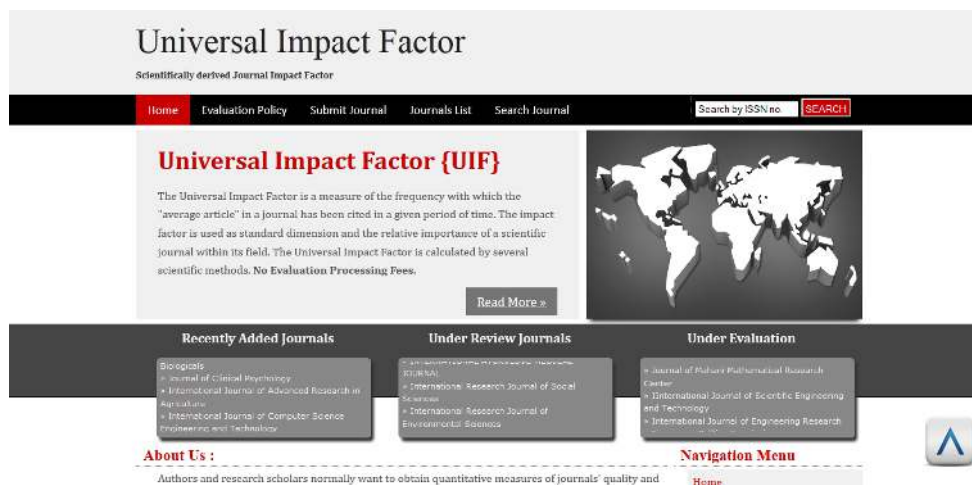 Universal Impact Factor
Scientifically derived Journal Impact Factor
Home Evaluation Policy Submit Journal Journals List Search Journal Search by ISSN no. SEARCH
Universal Impact Factor {UIF}
The Universal Impact Factor is a measure of the frequency with which the
"average article" in a journal has been cited in a given period of time. The impact
factor is used as standard dimension and the relative importance of a scientific
journal within its field. The Universal Impact Factor is calculated by several
scientific methods. No Evaluation Processing Fees.
Read More »
Recently Added Journals
Biologicals
» Journal of Clinical Psychology
» International Journal of Advanced Research in
Agriculture
» International Journal of Computer Science
Engineering and Technology
Under Review Journals
JOURNAL
» International Research Journal of Social
Sciences
» International Research Journal of
Environmental Sciences
Under Evaluation
» Journal of Mahani Mathematical Research
Center
» IInternational Journal of Scientific Engineering
and Technology
» International Journal of Engineering Research
About Us :
Authors and research scholars normally want to obtain quantitative measures of journals' quality and
Navigation Menu
Home